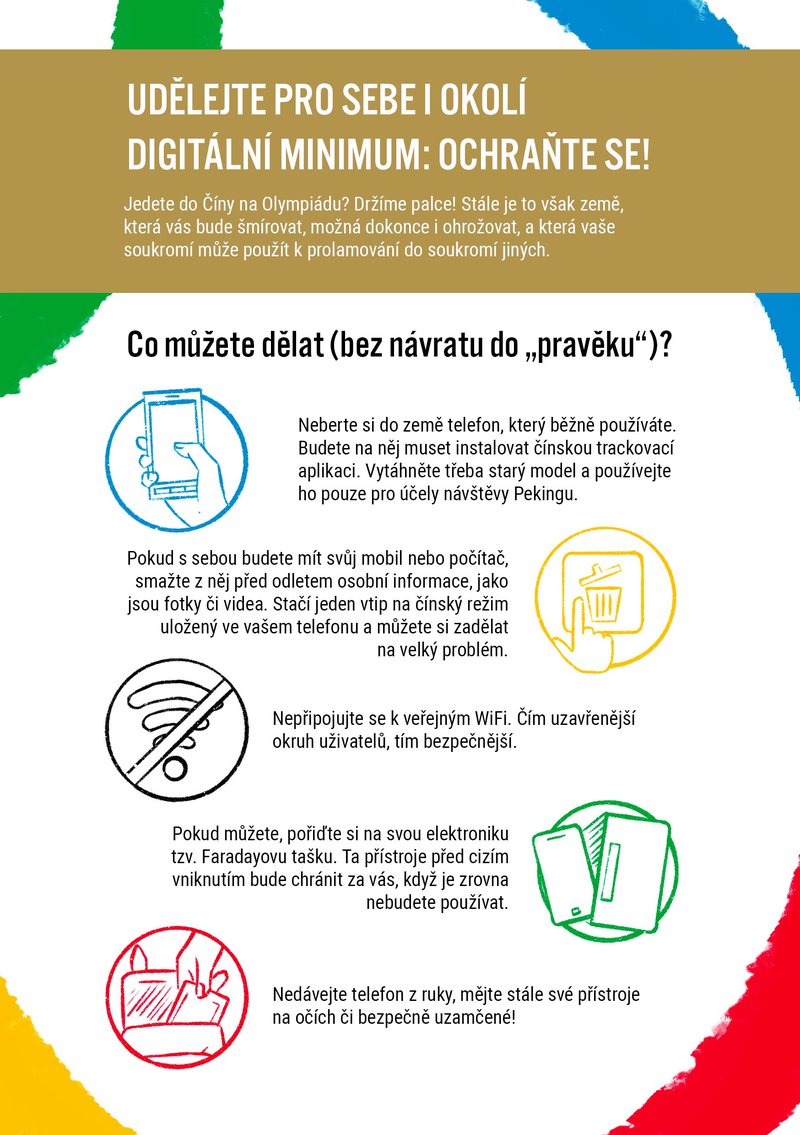 UDĚLEJTE PRO SEBE I OKOLÍ
DIGITÁLNÍ MINIMUM: OCHRAŇTE SE!
Jedete do Číny na Olympiádu? Držíme palce! Stále je to však země,
která vás bude šmírovat, možná dokonce i ohrožovat, a která vaše
soukromí může použít k prolamování do soukromí jiných.
Co můžete dělat (bez návratu do „pravěku“)?
Neberte si do země telefon, který běžně používáte.
Budete na něj muset instalovat čínskou trackovací
aplikaci. Vytáhněte třeba starý model a používejte
ho pouze pro účely návštěvy Pekingu.
Pokud s sebou budete mít svůj mobil nebo počítač,
smažte z něj před odletem osobní informace, jako
jsou fotky či videa. Stačí jeden vtip na čínský režim
uložený ve vašem telefonu a můžete si zadělat
na velký problém.
Nepřipojujte se k veřejným WiFi. Čím uzavřenější
okruh uživatelů, tím bezpečnější.
Pokud můžete, pořiďte si na svou elektroniku
tzv. Faradayovu tašku. Ta přístroje před cizím
vniknutím bude chránit za vás, když je zrovna
nebudete používat.
Nedávejte telefon z ruky, mějte stále své přístroje
na očích či bezpečně uzamčené!